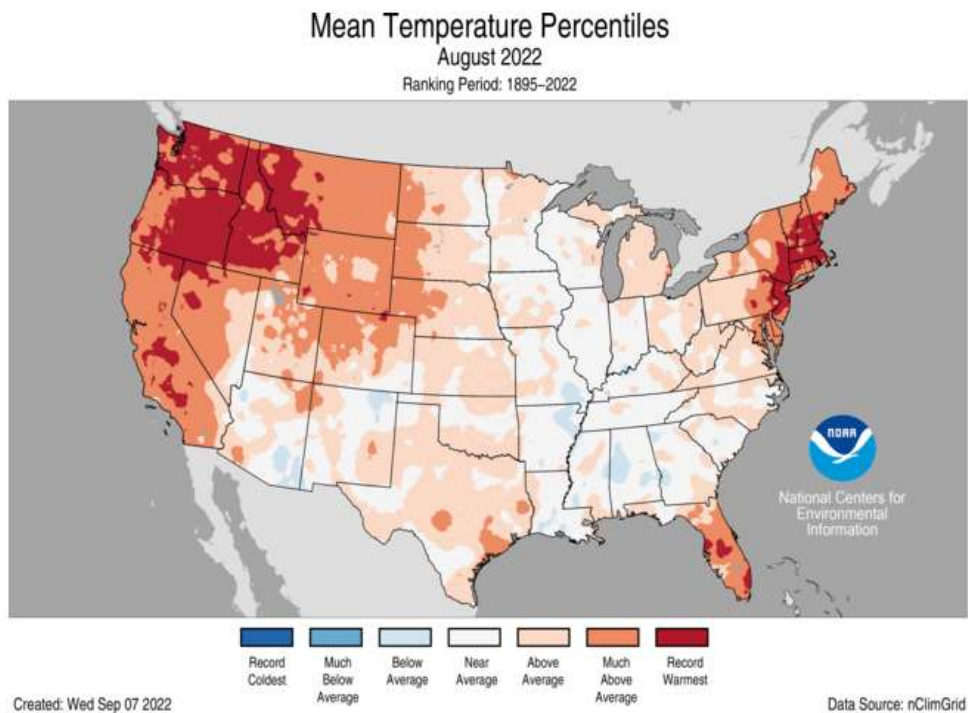 Mean Temperature Percentiles
August 2022
Ranking Period: 1895–2022
NOAA
National Centers for
Environmental
Information
Record
Coldest
Much
Below
Average
Below
Average
Near
Average
Above
Average
Much
Above
Average
Record
Warmest
Created: Wed Sep 07 2022
Data Source: nClimGrid